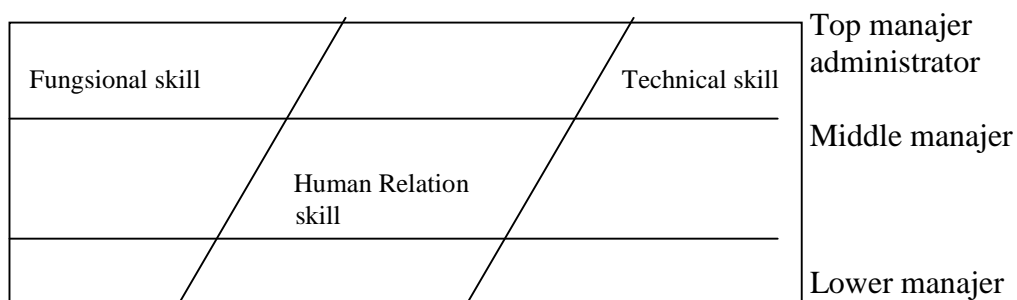 Top manajer
administrator
Fungsional skill
Technical skill
Middle manajer
Human Relation
skill
Lower manajer